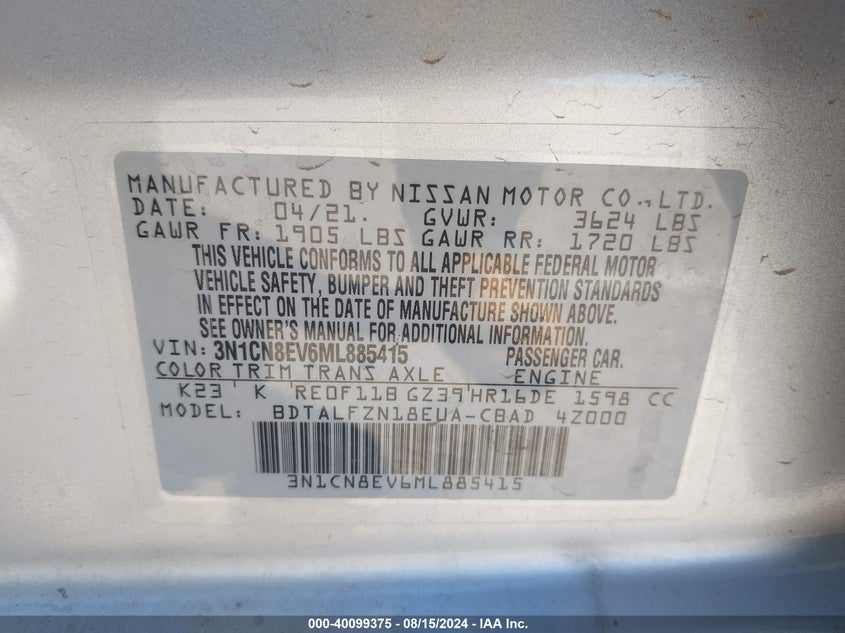 MANUFACTURED BY NISSAN MOTOR CO., LTD.
DATE: 04/21. GVWR: 3624 LBS
GAWR FR: 1905 LBS GAWR RR: 1720 LBS
THIS VEHICLE CONFORMS TO ALL APPLICABLE FEDERAL MOTOR
VEHICLE SAFETY, BUMPER AND THEFT PREVENTION STANDARDS
IN EFFECT ON THE DATE OF MANUFACTURE SHOWN ABOVE.
SEE OWNER'S MANUAL FOR ADDITIONAL INFORMATION.
VIN: 3N1CN8EV6ML885415 PASSENGER CAR.
COLOR TRIM TRANS AXLE ENGINE
K23 K RE0F11B GZ39 HR16DE 1598 CC
MODEL: BDTALFZN18EUA-CBAD 4Z000
3N1CN8EV6ML885415
000-40099375 - 08/15/2024 - IAA Inc.